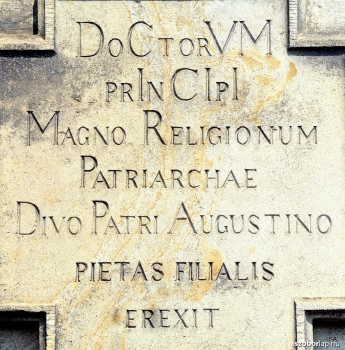 DoCtorVM
prInCIpI
Magno Religionum
Patriarchae
Divo Patri Augustino
PIETAS FILIALIS
EREXIT
szoborlap.hu